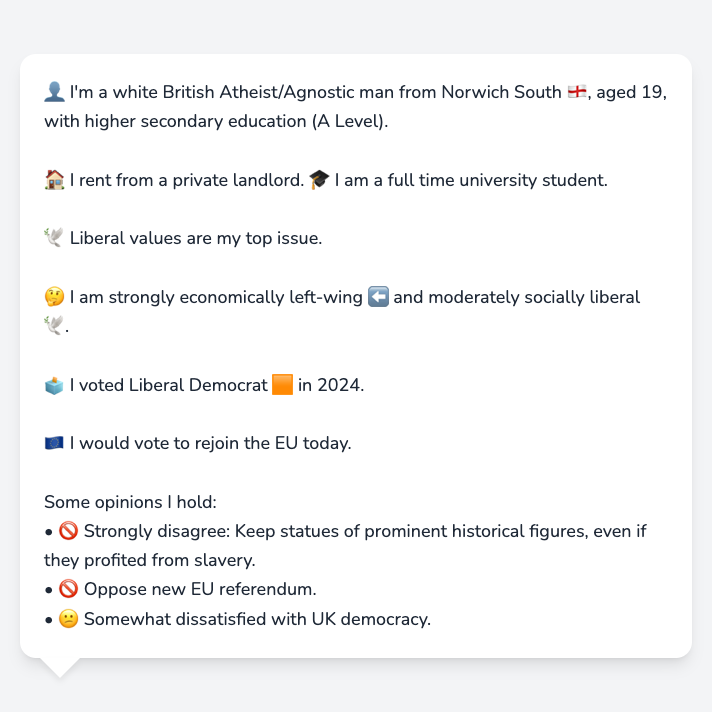 👤 I'm a white British Atheist/Agnostic man from Norwich South 🏴󠁧󠁢󠁥󠁮󠁧󠁿, aged 19,
with higher secondary education (A Level).
🏠 I rent from a private landlord. 🎓 I am a full time university student.
🕊️ Liberal values are my top issue.
🤔 I am strongly economically left-wing ⬅️ and moderately socially liberal
🕊️.
🗳️ I voted Liberal Democrat 🟧 in 2024.
🇪🇺 I would vote to rejoin the EU today.
Some opinions I hold:
• 🚫 Strongly disagree: Keep statues of prominent historical figures, even if
they profited from slavery.
• 🚫 Oppose new EU referendum.
• 😕 Somewhat dissatisfied with UK democracy.